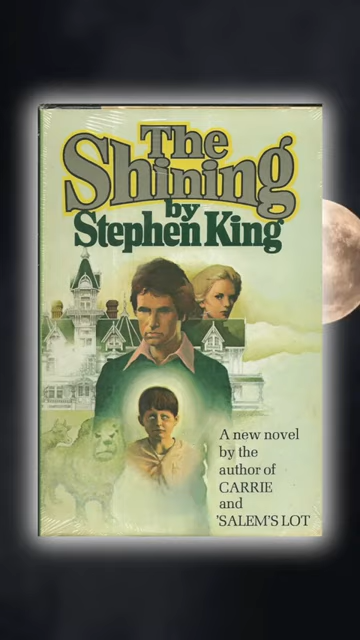 The
Shining
by
Stephen King
A new novel
by the
author of
CARRIE
and
'SALEM'S LOT